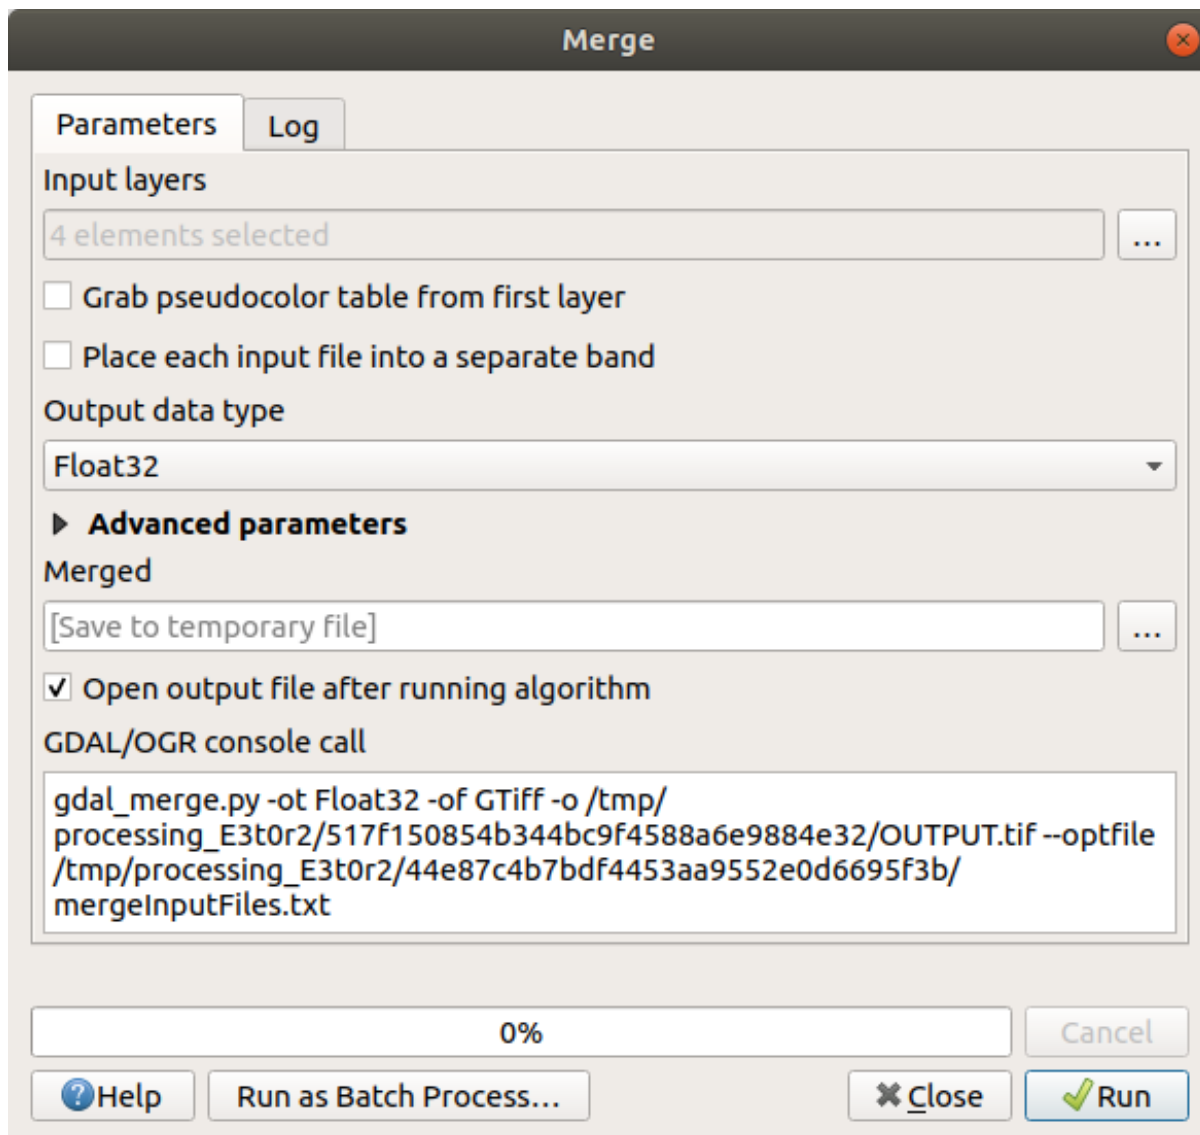 Merge
Parameters
Log
Input layers
4 elements selected
...
Grab pseudocolor table from first layer
Place each input file into a separate band
Output data type
Float32
Advanced parameters
Merged
[Save to temporary file]
...
Open output file after running algorithm
GDAL/OGR console call
gdal_merge.py -ot Float32 -of GTiff -o /tmp/
processing_E3t0r2/517f150854b344bc9f4588a6e9884e32/OUTPUT.tif --optfile
/tmp/processing_E3t0r2/44e87c4b7bdf4453aa9552e0d6695f3b/
mergeInputFiles.txt
0%
Cancel
Help
Run as Batch Process…
Close
Run